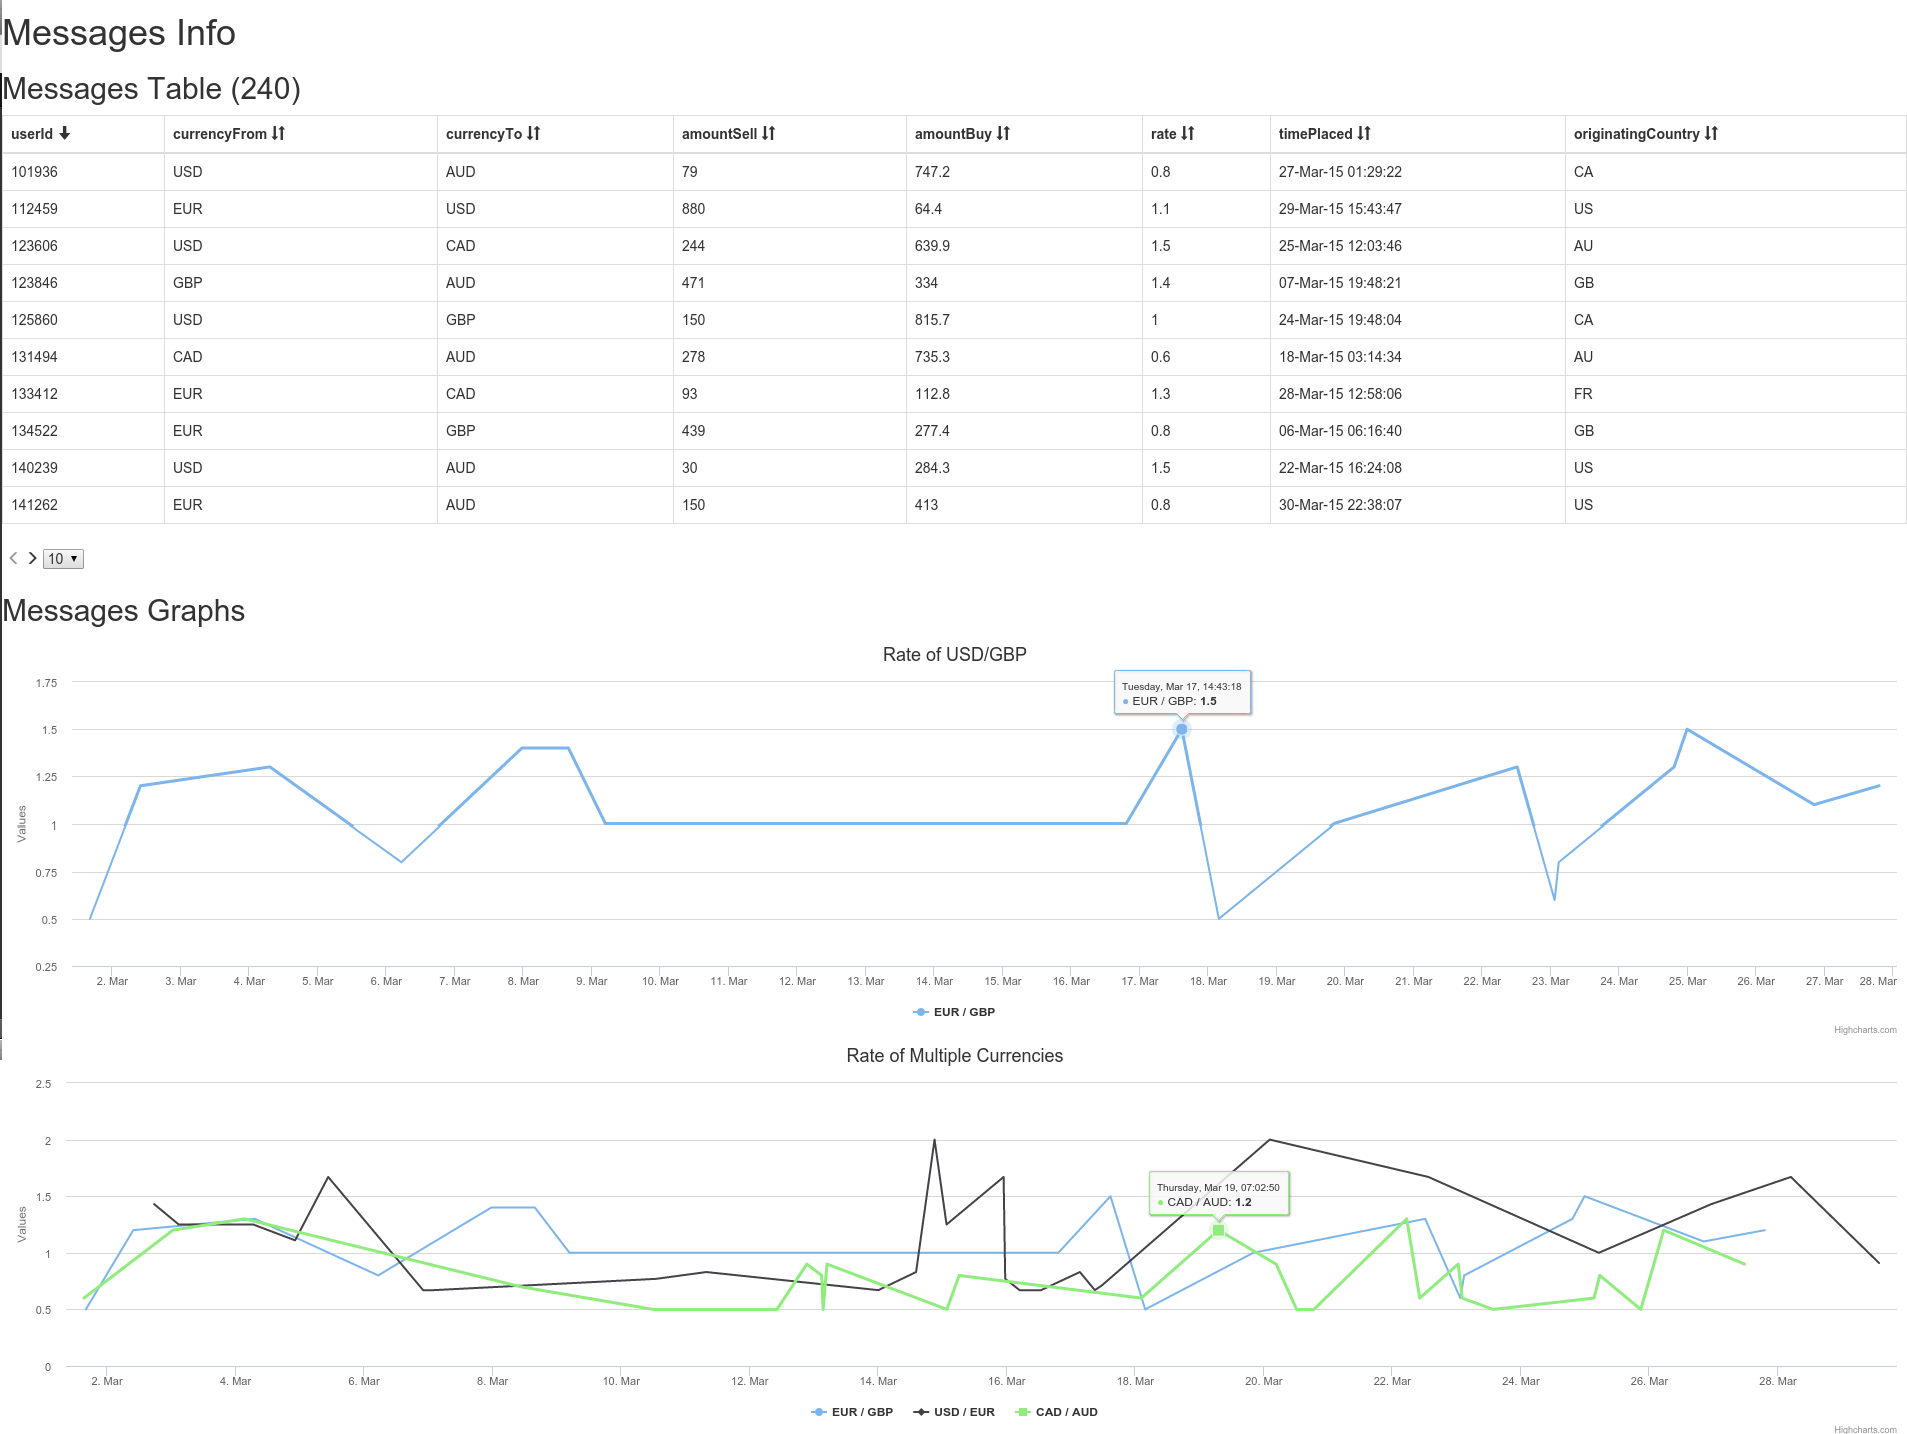 Messages Info
Messages Table (240)
userId currencyFrom currencyTo amountSell amountBuy rate timePlaced originatingCountry
101936 USD AUD 79 747.2 0.8 27-Mar-15 01:29:22 CA
112459 EUR USD 880 64.4 1.1 29-Mar-15 15:43:47 US
123606 USD CAD 244 639.9 1.5 25-Mar-15 12:03:46 AU
123846 GBP AUD 471 334 1.4 07-Mar-15 19:48:21 GB
125860 USD GBP 150 815.7 1 24-Mar-15 19:48:04 CA
131494 CAD AUD 278 735.3 0.6 18-Mar-15 03:14:34 AU
133412 EUR CAD 93 112.8 1.3 28-Mar-15 12:58:06 FR
134522 EUR GBP 439 277.4 0.8 06-Mar-15 06:16:40 GB
140239 USD AUD 30 284.3 1.5 22-Mar-15 16:24:08 US
141262 EUR AUD 150 413 0.8 30-Mar-15 22:38:07 US
10
Messages Graphs
Rate of USD/GBP
Values
1.75
1.5
1.25
1
0.75
0.5
0.25
Tuesday, Mar 17, 14:43:18
EUR / GBP: 1.5
2. Mar 3. Mar 4. Mar 5. Mar 6. Mar 7. Mar 8. Mar 9. Mar 10. Mar 11. Mar 12. Mar 13. Mar 14. Mar 15. Mar 16. Mar 17. Mar 18. Mar 19. Mar 20. Mar 21. Mar 22. Mar 23. Mar 24. Mar 25. Mar 26. Mar 27. Mar 28. Mar
EUR / GBP
Highcharts.com
Rate of Multiple Currencies
Values
2.5
2
1.5
1
0.5
0
Thursday, Mar 19, 07:02:50
CAD / AUD: 1.2
2. Mar 4. Mar 6. Mar 8. Mar 10. Mar 12. Mar 14. Mar 16. Mar 18. Mar 20. Mar 22. Mar 24. Mar 26. Mar 28. Mar
EUR / GBP USD / EUR CAD / AUD
Highcharts.com